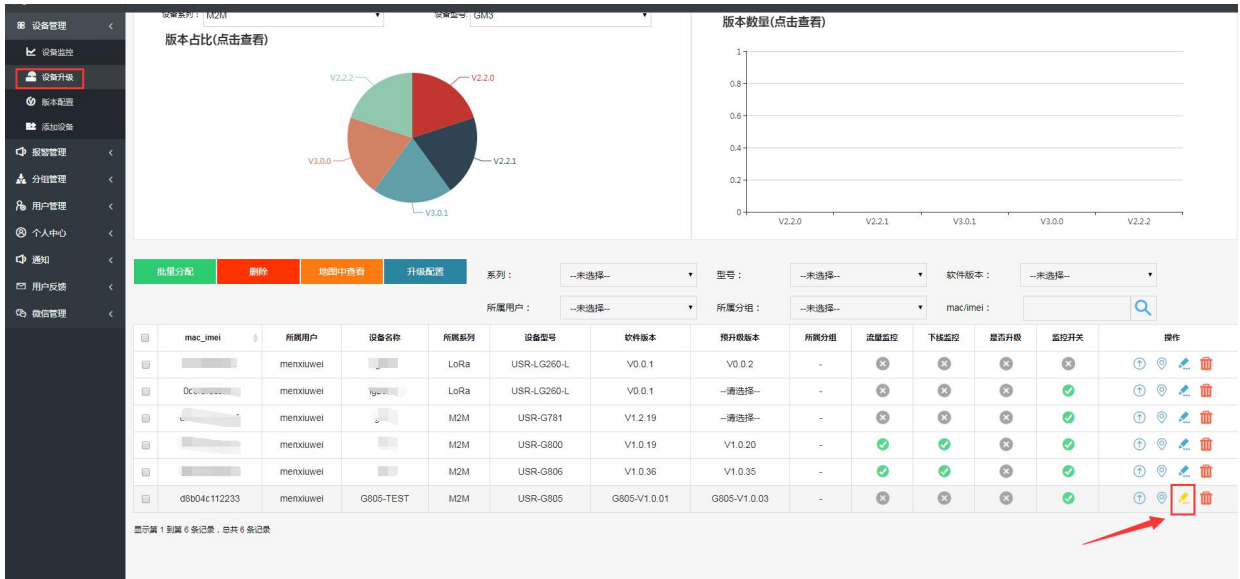 设备管理
设备监控
设备升级
版本配置
添加设备
报警管理
分组管理
用户管理
个人中心
通知
用户反馈
微信管理
设备系列： M2M
设备型号: GM3
版本占比(点击查看)
V2.2.2
V2.2.0
V3.0.0
V2.2.1
V3.0.1
版本数量(点击查看)
1
0.8
0.6
0.4
0.2
0
V2.2.0 V2.2.1 V3.0.1 V3.0.0 V2.2.2
批量分配 删除 地图中查看 升级配置
系列： --未选择-- 型号： --未选择-- 软件版本： --未选择--
所属用户： --未选择-- 所属分组： --未选择-- mac/imei：
mac_imei 所属用户 设备名称 所属系列 设备型号 软件版本 预升级版本 所属分组 流量监控 下线监控 是否升级 监控开关 操作
menxiuwei LoRa USR-LG260-L V0.0.1 V0.0.2 -
menxiuwei LoRa USR-LG260-L V0.0.1 --请选择-- -
menxiuwei M2M USR-G781 V1.2.19 --请选择-- -
menxiuwei M2M USR-G800 V1.0.19 V1.0.20 -
menxiuwei M2M USR-G806 V1.0.36 V1.0.35 -
d8b04c112233 menxiuwei G805-TEST M2M USR-G805 G805-V1.0.01 G805-V1.0.03 -
显示第 1 到第 6 条记录，总共 6 条记录